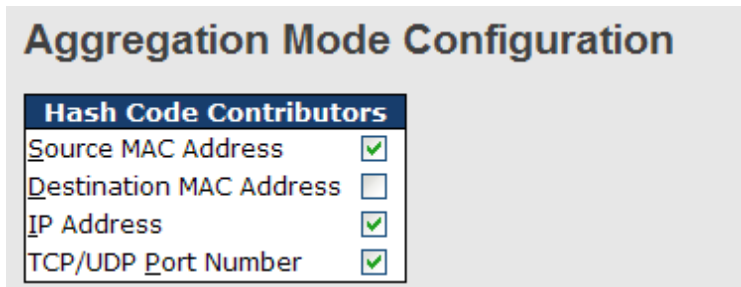 Aggregation Mode Configuration
Hash Code Contributors
Source MAC Address
Destination MAC Address
IP Address
TCP/UDP Port Number